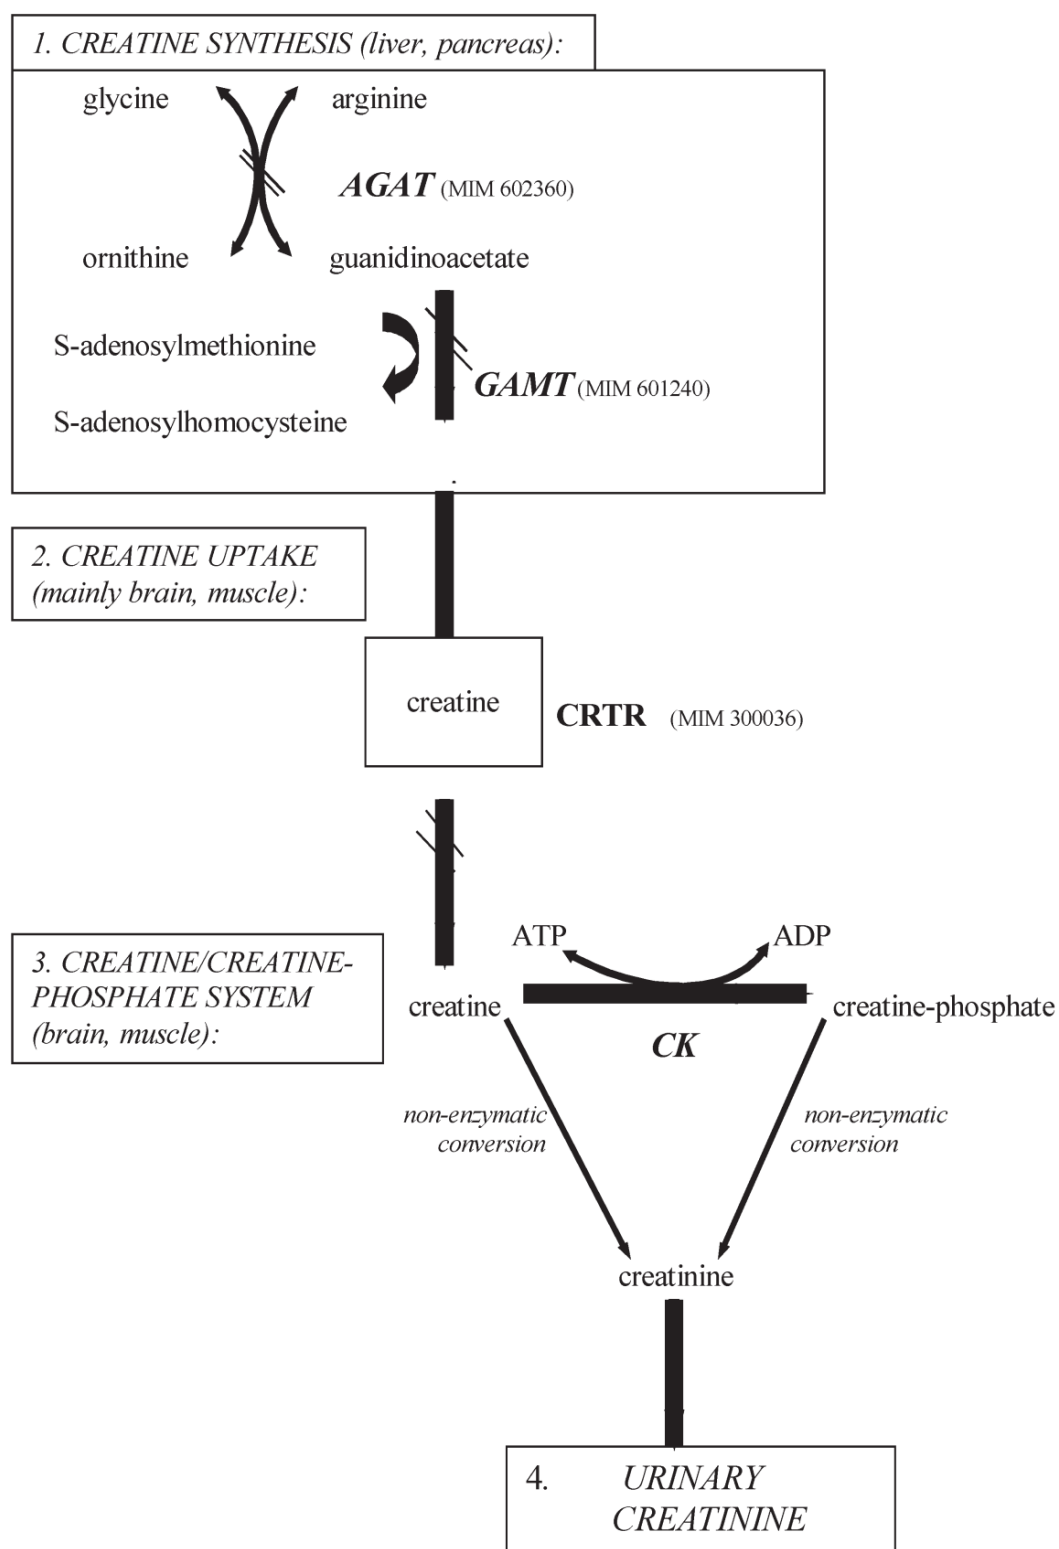 1. CREATINE SYNTHESIS (liver, pancreas):
glycine
arginine
AGAT (MIM 602360)
ornithine
guanidinoacetate
S-adenosylmethionine
GAMT (MIM 601240)
S-adenosylhomocysteine
2. CREATINE UPTAKE
(mainly brain, muscle):
creatine
CRTR (MIM 300036)
ATP
ADP
3. CREATINE/CREATINE-
PHOSPHATE SYSTEM
(brain, muscle):
creatine
creatine-phosphate
CK
non-enzymatic
conversion
non-enzymatic
conversion
creatinine
4. URINARY
CREATININE